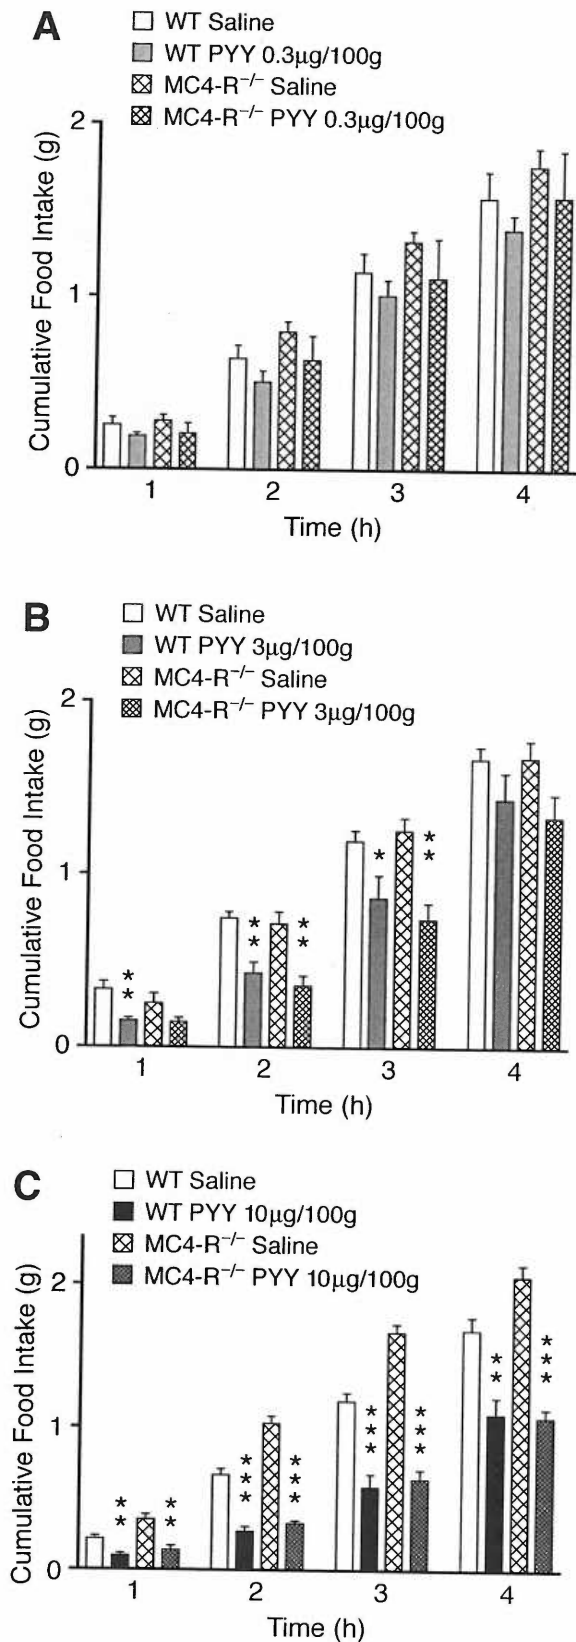 A
WT Saline
WT PYY 0.3µg/100g
MC4-R⁻/⁻ Saline
MC4-R⁻/⁻ PYY 0.3µg/100g
Cumulative Food Intake (g)
2
1
0
1 2 3 4
Time (h)
B
WT Saline
WT PYY 3µg/100g
MC4-R⁻/⁻ Saline
MC4-R⁻/⁻ PYY 3µg/100g
Cumulative Food Intake (g)
2
1
0
** ** ** * **
1 2 3 4
Time (h)
C
WT Saline
WT PYY 10µg/100g
MC4-R⁻/⁻ Saline
MC4-R⁻/⁻ PYY 10µg/100g
Cumulative Food Intake (g)
2
1
0
** ** *** *** *** *** ** ***
1 2 3 4
Time (h)